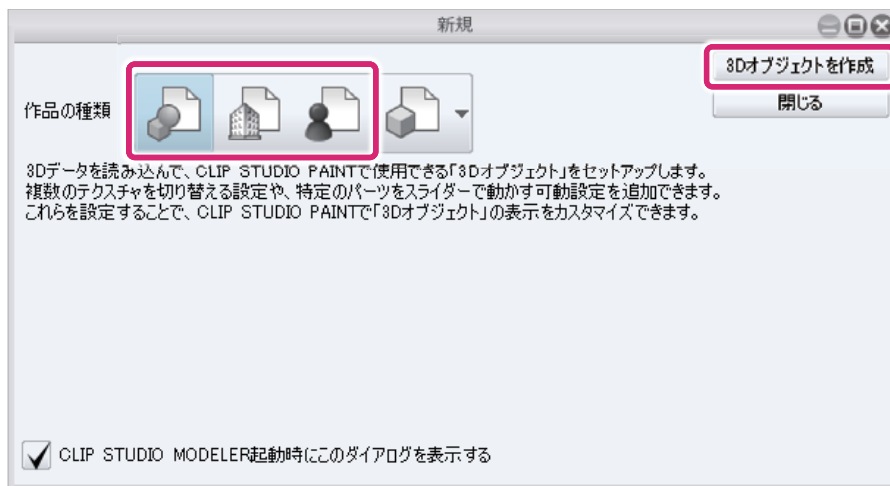 新規
3Dオブジェクトを作成
閉じる
作品の種類
3Dデータを読み込んで、CLIP STUDIO PAINTで使用できる「3Dオブジェクト」をセットアップします。
複数のテクスチャを切り替える設定や、特定のパーツをスライダーで動かす可動設定を追加できます。
これらを設定することで、CLIP STUDIO PAINTで「3Dオブジェクト」の表示をカスタマイズできます。
CLIP STUDIO MODELER起動時にこのダイアログを表示する